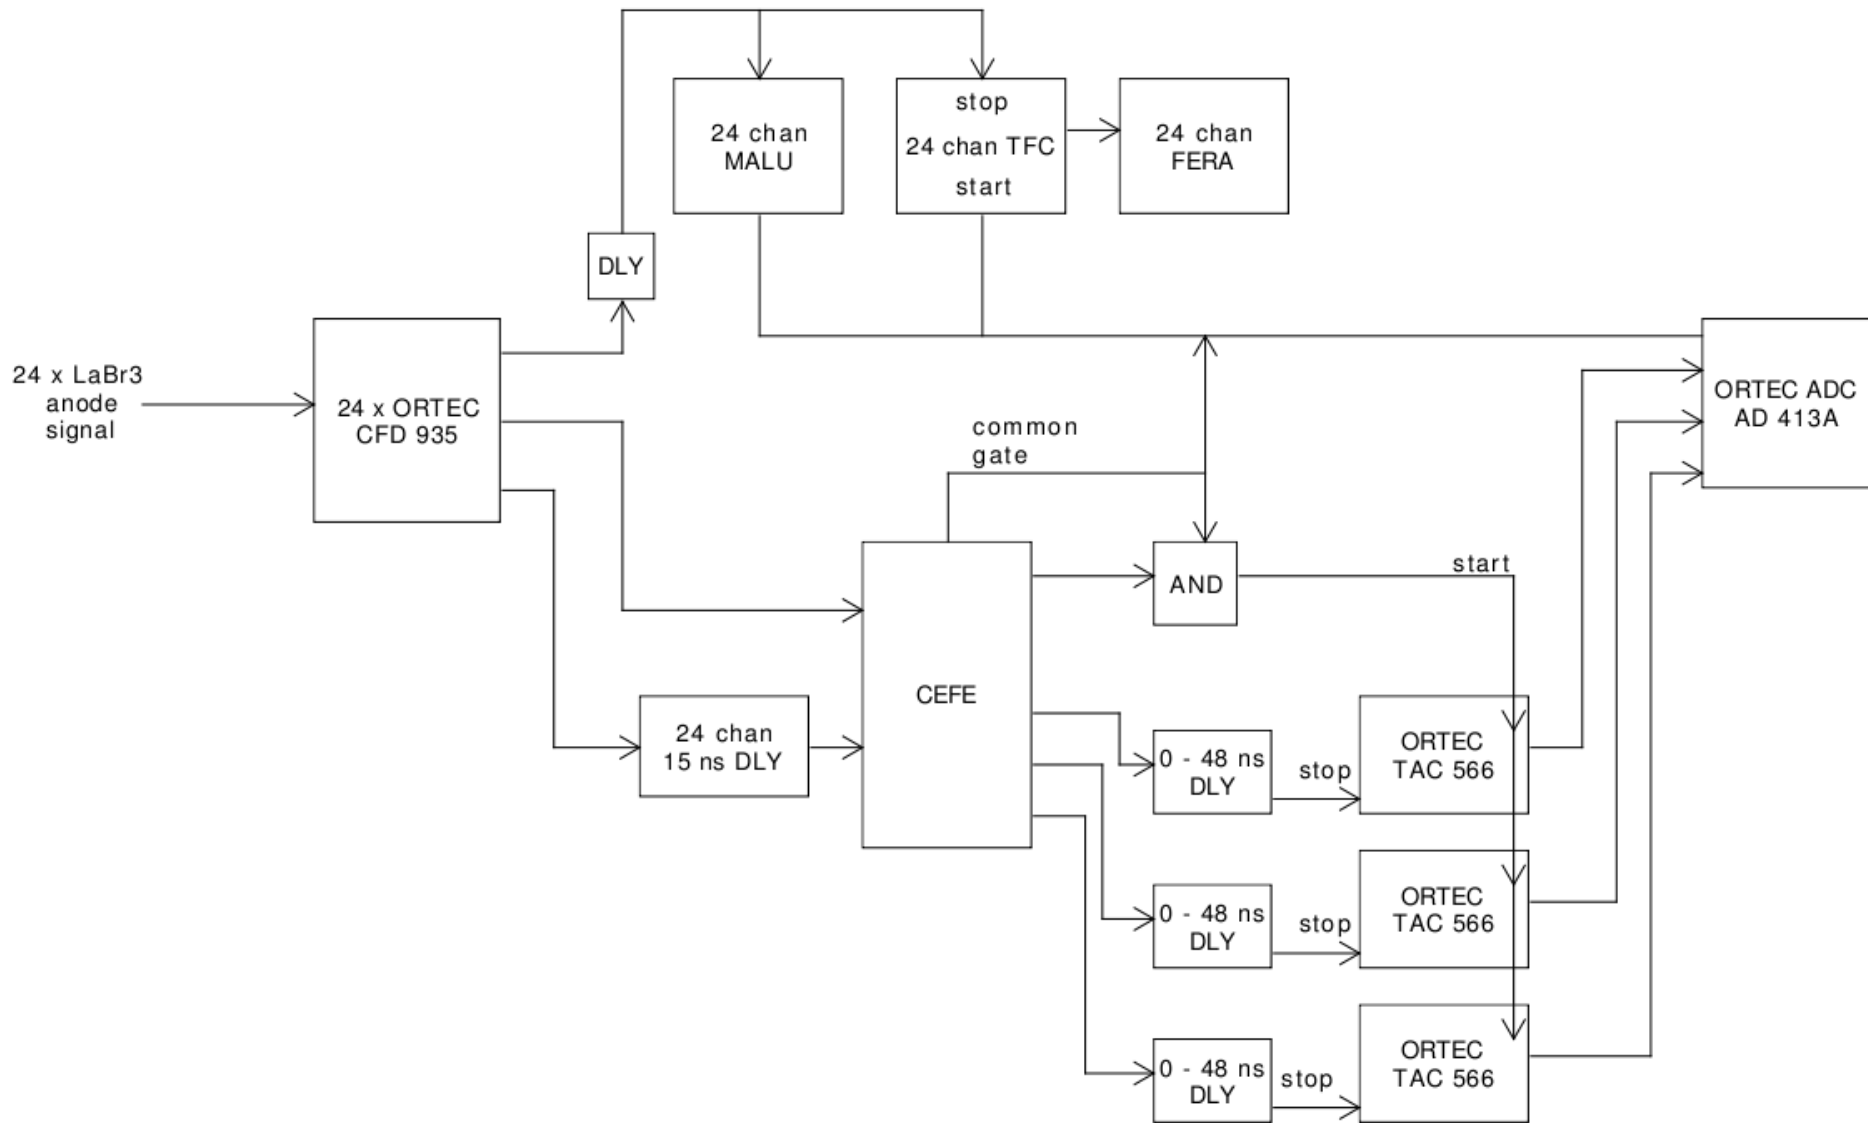 stop
24 chan
MALU
24 chan TFC
start
24 chan
FERA
DLY
24 x LaBr3
anode
signal
24 x ORTEC
CFD 935
ORTEC ADC
AD 413A
common
gate
AND
start
CEFE
24 chan
15 ns DLY
0 - 48 ns
DLY
stop
ORTEC
TAC 566
0 - 48 ns
DLY
stop
ORTEC
TAC 566
0 - 48 ns
DLY
stop
ORTEC
TAC 566